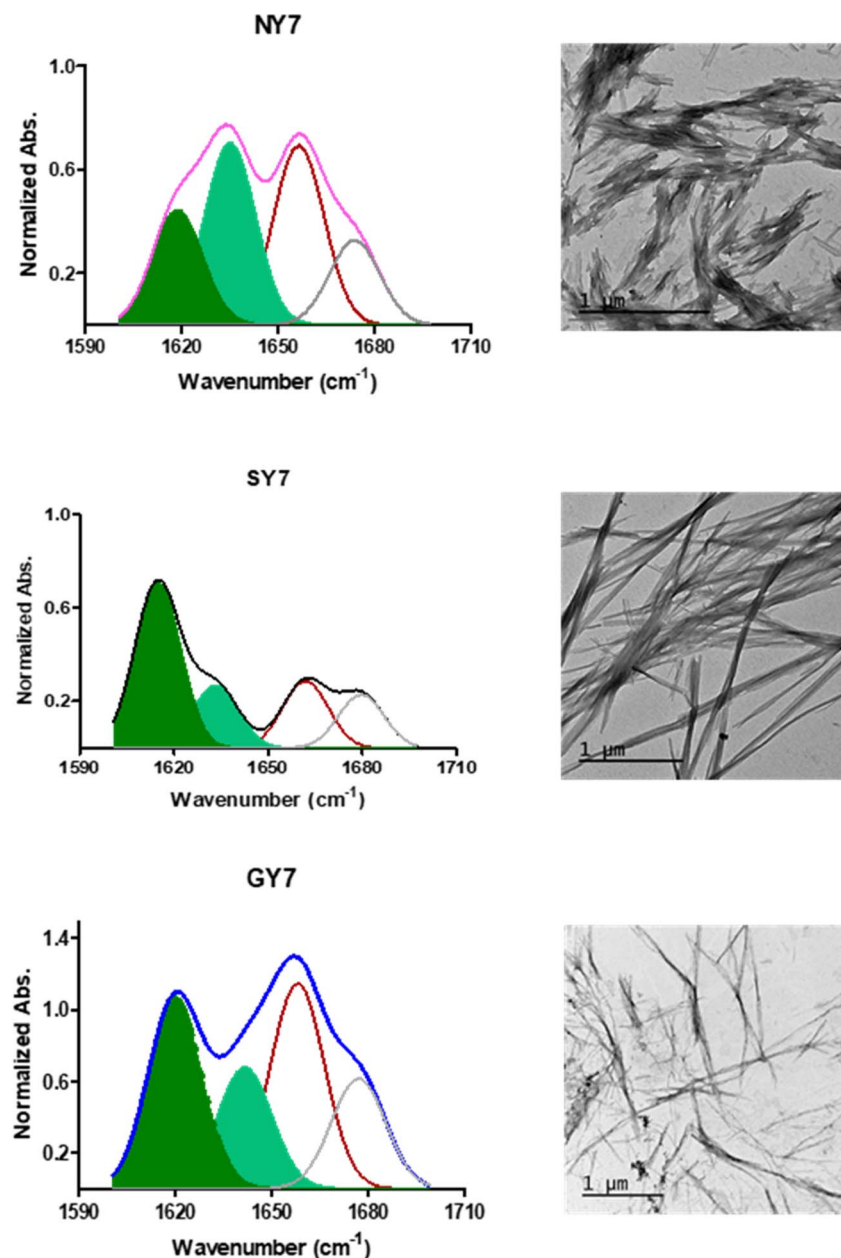 NY7
1.0
0.6
0.2
Normalized Abs.
1590 1620 1650 1680 1710
Wavenumber (cm-1)
1 µm
SY7
1.0
0.6
0.2
Normalized Abs.
1590 1620 1650 1680 1710
Wavenumber (cm-1)
1 µm
GY7
1.4
1.0
0.6
0.2
Normalized Abs.
1590 1620 1650 1680 1710
Wavenumber (cm-1)
1 µm